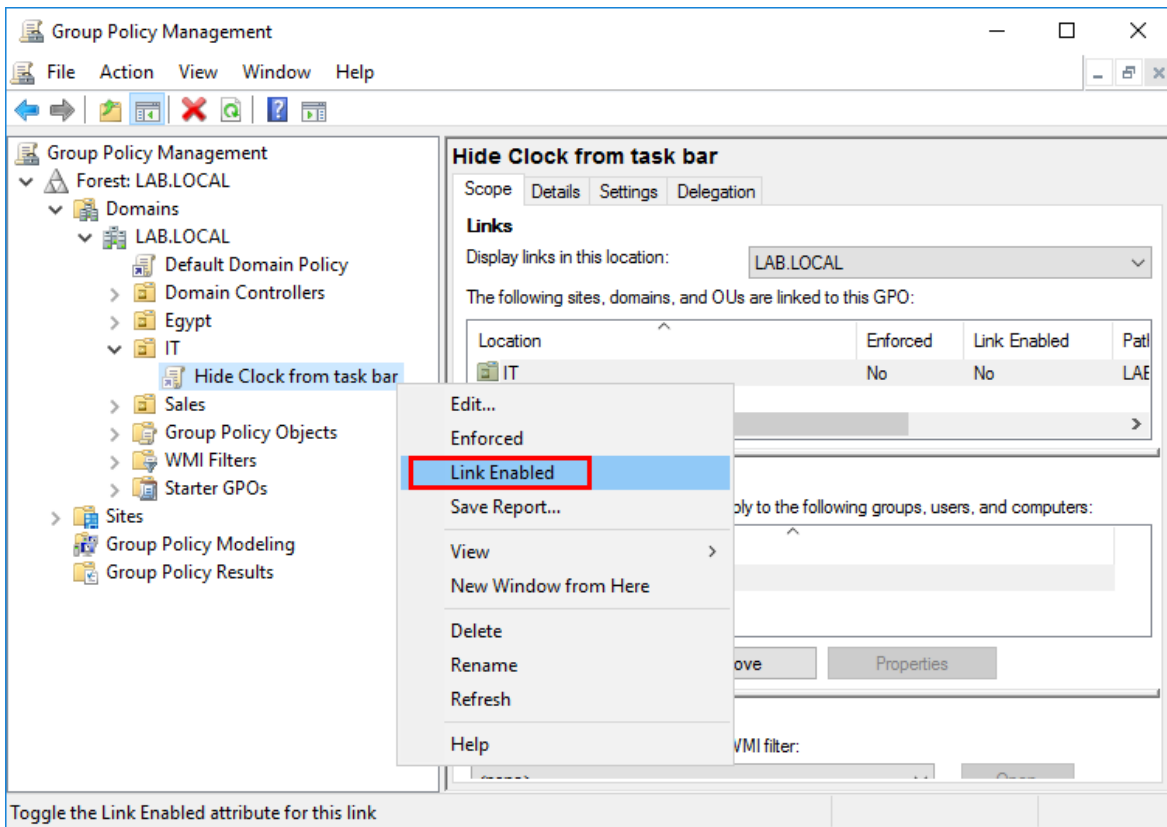 Group Policy Management
File Action View Window Help
Group Policy Management
Forest: LAB.LOCAL
Domains
LAB.LOCAL
Default Domain Policy
Domain Controllers
Egypt
IT
Hide Clock from task bar
Sales
Group Policy Objects
WMI Filters
Starter GPOs
Sites
Group Policy Modeling
Group Policy Results
Hide Clock from task bar
Scope Details Settings Delegation
Links
Display links in this location: LAB.LOCAL
The following sites, domains, and OUs are linked to this GPO:
Location Enforced Link Enabled
IT No No
to the following groups, users, and computers:
Properties
filter:
Edit...
Enforced
Link Enabled
Save Report...
View
New Window from Here
Delete
Rename
Refresh
Help
Toggle the Link Enabled attribute for this link